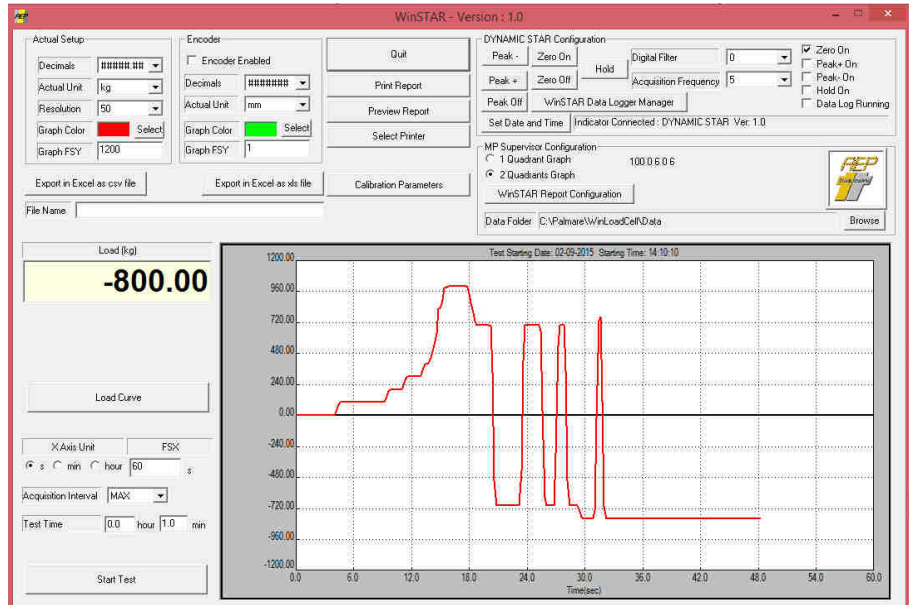 WinSTAR - Version : 1.0
Actual Setup
Decimals #####.##
Actual Unit kg
Resolution 50
Graph Color Select
Graph FSY 1200
Encoder
Encoder Enabled
Decimals #######
Actual Unit mm
Graph Color Select
Graph FSY 1
Quit
Print Report
Preview Report
Select Printer
Calibration Parameters
DYNAMIC STAR Configuration
Peak - Zero On
Peak + Zero Off
Hold
Digital Filter 0
Acquisition Frequency 5
Zero On
Peak+ On
Peak- On
Hold On
Data Log Running
Peak Off WinSTAR Data Logger Manager
Set Date and Time Indicator Connected : DYNAMIC STAR Ver: 1.0
MP Supervisor Configuration
1 Quadrant Graph
2 Quadrants Graph
100 0 6 0 6
WinSTAR Report Configuration
AEP
Data Folder C:\Palmare\WinLoadCell\Data Browse
Export in Excel as csv file Export in Excel as xls file
File Name
Load (kg)
-800.00
Load Curve
X Axis Unit FSX
s min hour 60 s
Acquisition Interval MAX
Test Time 0.0 hour 1.0 min
Start Test
Test Starting Date: 02-09-2015 Starting Time: 14:10:10
1200.00
960.00
720.00
480.00
240.00
0.00
-240.00
-480.00
-720.00
-960.00
-1200.00
0.0 6.0 12.0 18.0 24.0 30.0 36.0 42.0 48.0 54.0 60.0
Time(sec)